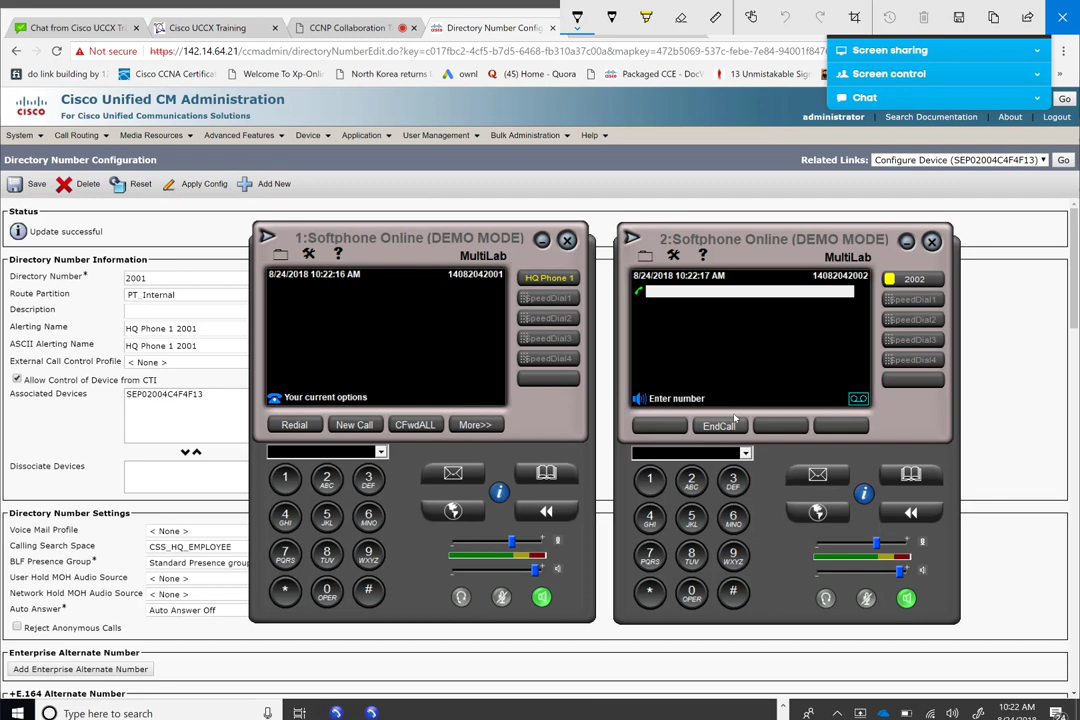 Chat from Cisco UCCX Tr
Cisco UCCX Training
CCNP Collaboration T
Directory Number Config
Not secure
https://142.14.64.21/ccmadmin/directoryNumberEdit.do?key=c017fbc2-4cf5-b7d5-6468-fb310a37c00a&mapkey=472b5069-537c-febe-7e84-94001f847
do link building by 1
Cisco CCNA Certifica
Welcome To Xp-Onli
North Korea returns
ownl
(45) Home - Quora
Packaged CCE - Doc
13 Unmistakable Sign
Screen sharing
Screen control
Chat
cisco
Cisco Unified CM Administration
For Cisco Unified Communications Solutions
Go
administrator
Search Documentation
About
Logout
System
Call Routing
Media Resources
Advanced Features
Device
Application
User Management
Bulk Administration
Help
Directory Number Configuration
Related Links:
Configure Device (SEP02004C4F4F13)
Go
Save
Delete
Reset
Apply Config
Add New
Status
Update successful
Directory Number Information
Directory Number*
2001
Route Partition
PT_Internal
Description
Alerting Name
HQ Phone 1 2001
ASCII Alerting Name
HQ Phone 1 2001
External Call Control Profile
< None >
Allow Control of Device from CTI
Associated Devices
SEP02004C4F4F13
Dissociate Devices
Directory Number Settings
Voice Mail Profile
< None >
Calling Search Space
CSS_HQ_EMPLOYEE
BLF Presence Group*
Standard Presence group
User Hold MOH Audio Source
< None >
Network Hold MOH Audio Source
< None >
Auto Answer*
Auto Answer Off
Reject Anonymous Calls
Enterprise Alternate Number
Add Enterprise Alternate Number
+E.164 Alternate Number
1:Softphone Online (DEMO MODE)
?
MultiLab
8/24/2018 10:22:16 AM
14082042001
HQ Phone 1
SpeedDial1
SpeedDial2
SpeedDial3
SpeedDial4
Your current options
Redial
New Call
CFwdALL
More>>
1
2
ABC
3
DEF
4
GHI
5
JKL
6
MNO
7
PQRS
8
TUV
9
WXYZ
*
0
OPER
#
i
2:Softphone Online (DEMO MODE)
?
MultiLab
8/24/2018 10:22:17 AM
14082042002
2002
SpeedDial1
SpeedDial2
SpeedDial3
SpeedDial4
Enter number
EndCall
1
2
ABC
3
DEF
4
GHI
5
JKL
6
MNO
7
PQRS
8
TUV
9
WXYZ
*
0
OPER
#
i
Type here to search
10:22 AM
8/24/2018